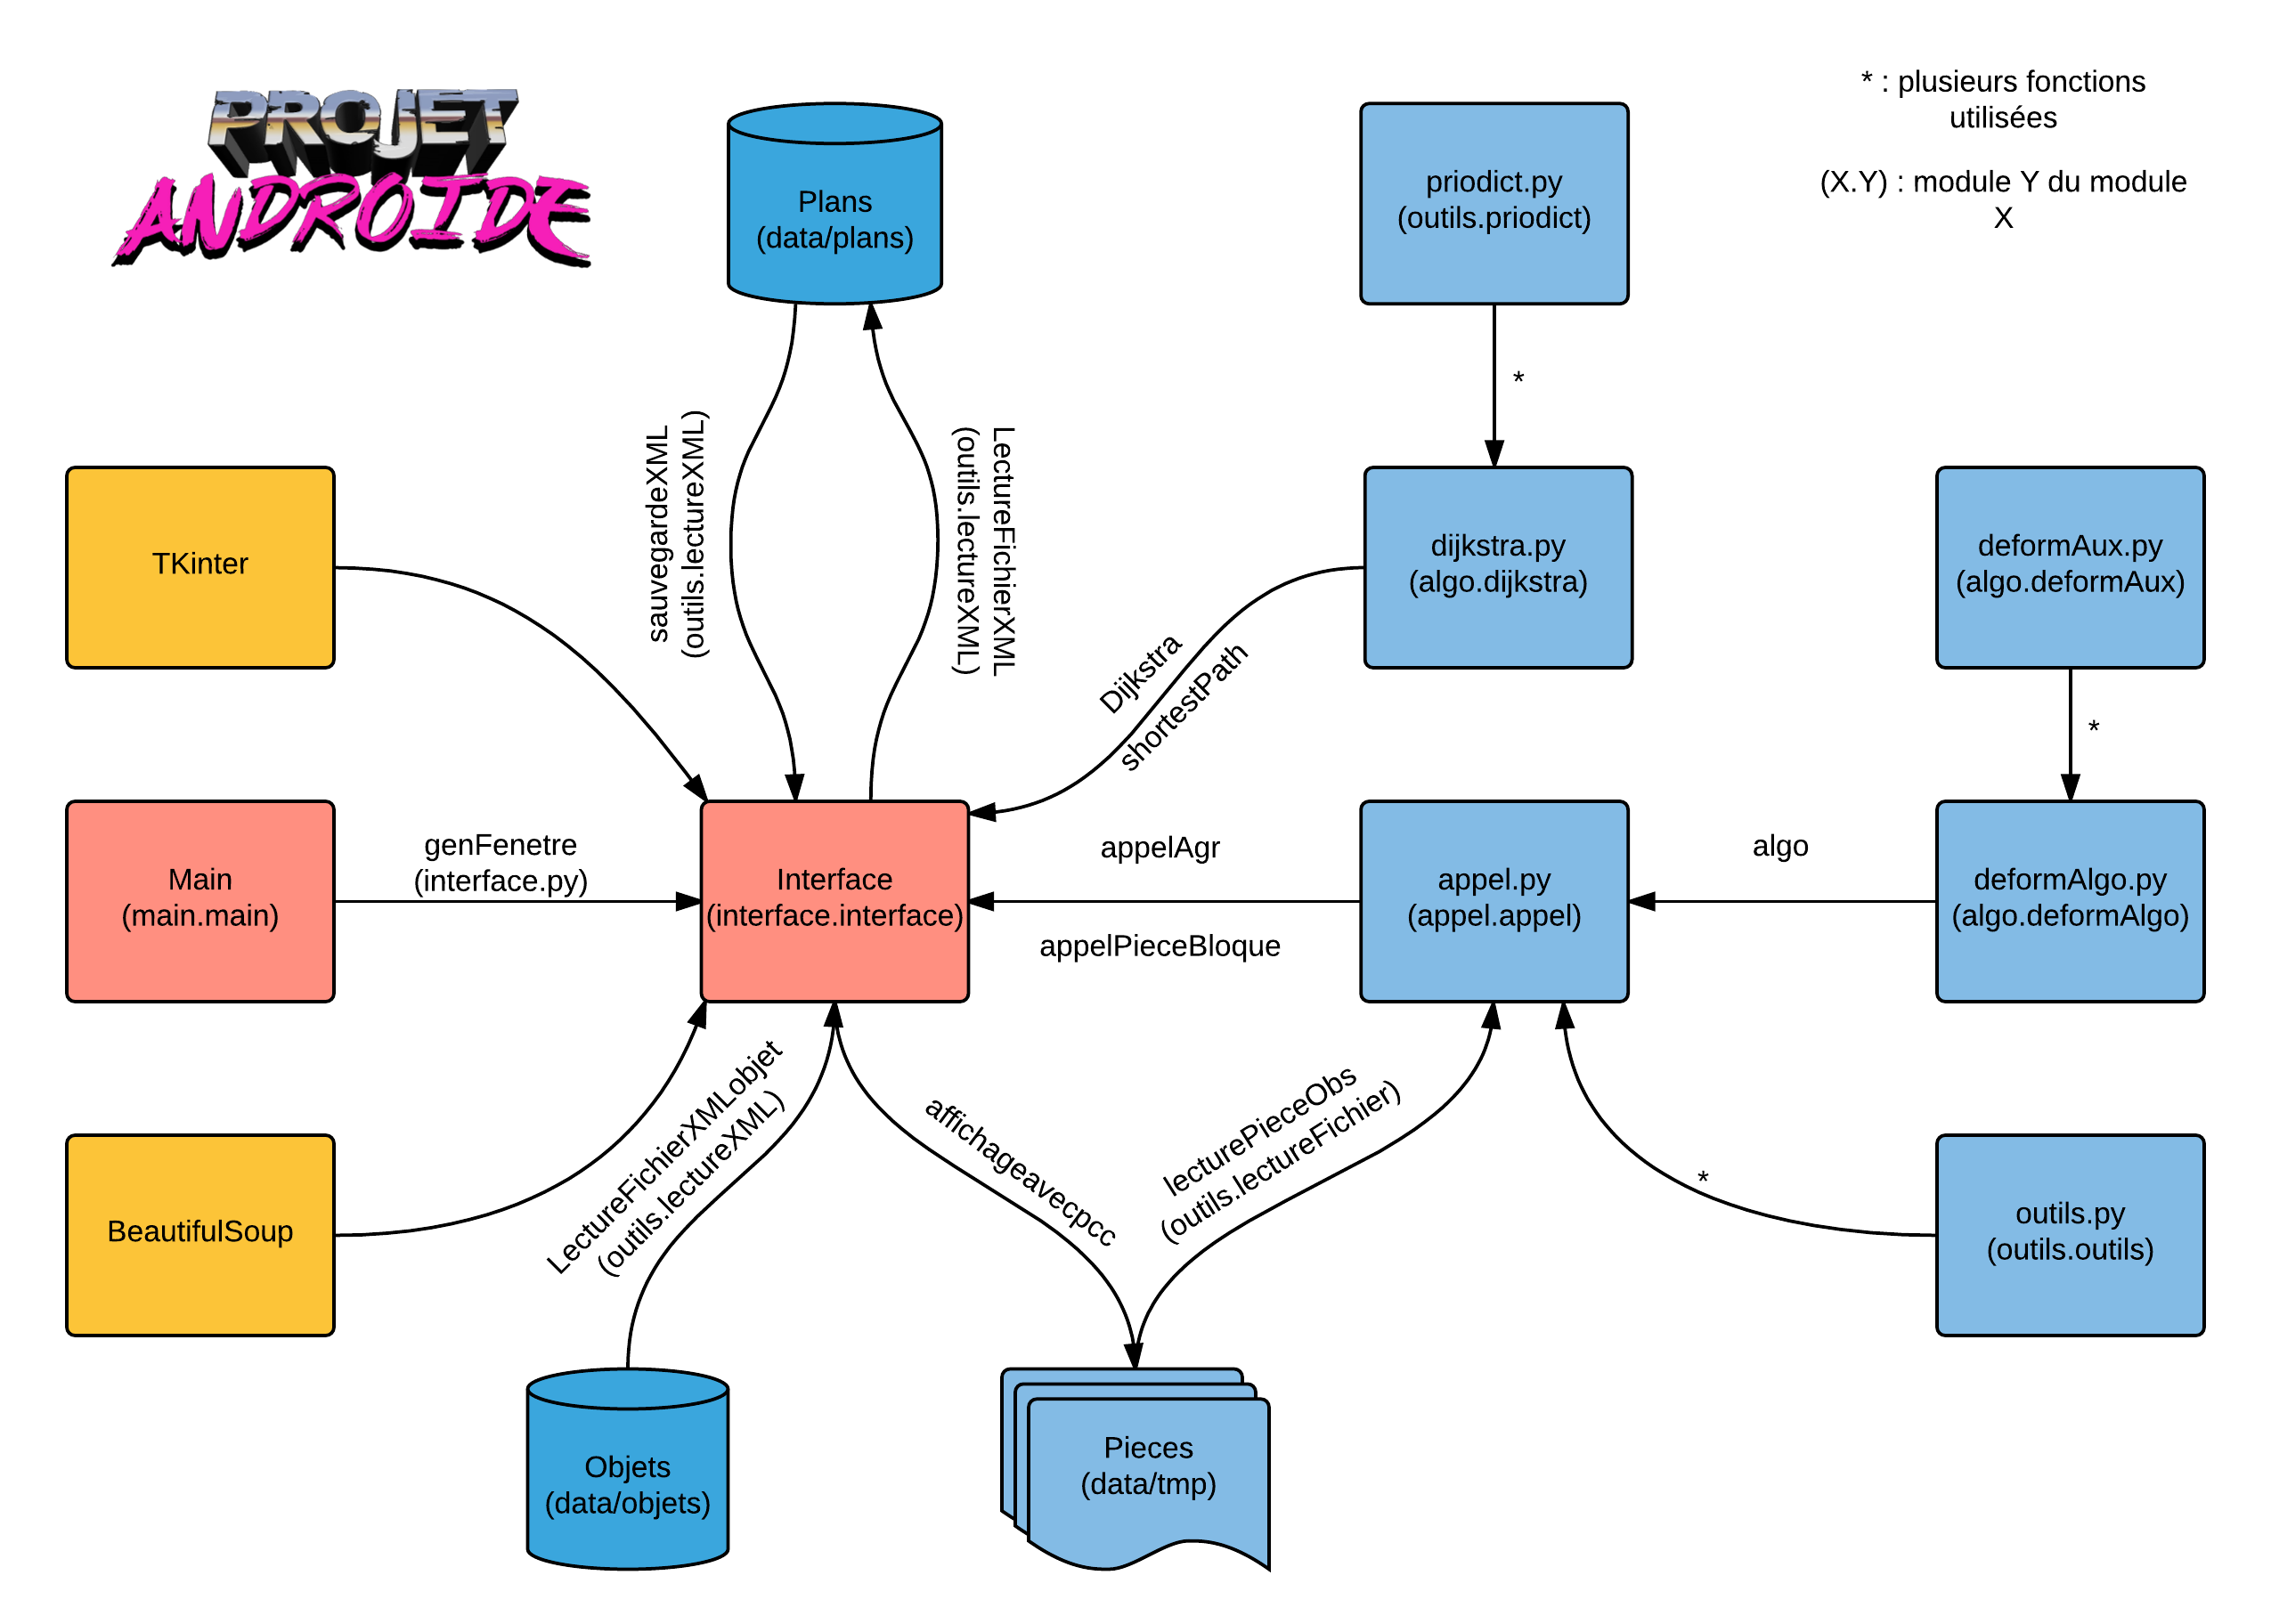 PROJET
ANDROIDE
* : plusieurs fonctions
utilisées
(X.Y) : module Y du module
X
Plans
(data/plans)
priodict.py
(outils.priodict)
*
sauvegardeXML
(outils.lectureXML)
LectureFichierXML
(outils.lectureXML)
TKinter
dijkstra.py
(algo.dijkstra)
deformAux.py
(algo.deformAux)
Dijkstra
shortestPath
*
Main
(main.main)
genFenetre
(interface.py)
Interface
(interface.interface)
appelAgr
appelPieceBloque
appel.py
(appel.appel)
algo
deformAlgo.py
(algo.deformAlgo)
BeautifulSoup
LectureFichierXMLobjet
(outils.lectureXML)
affichageavecpcc
lecturePieceObs
(outils.lectureFichier)
*
outils.py
(outils.outils)
Objets
(data/objets)
Pieces
(data/tmp)